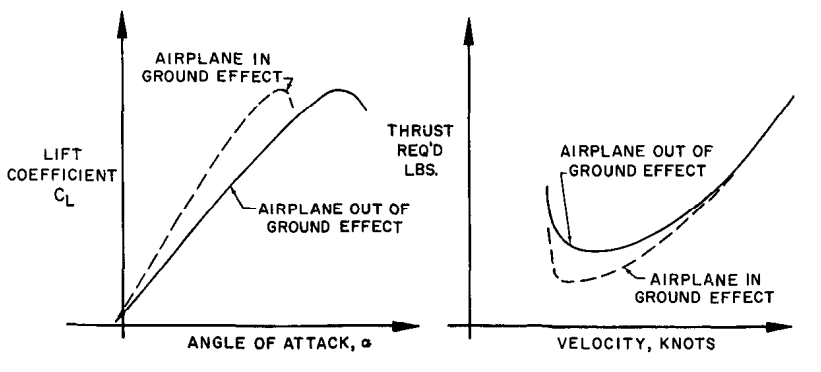 AIRPLANE IN
GROUND EFFECT
LIFT
COEFFICIENT
CL
AIRPLANE OUT OF
GROUND EFFECT
ANGLE OF ATTACK, α
THRUST
REQ'D
LBS.
AIRPLANE OUT OF
GROUND EFFECT
AIRPLANE IN
GROUND EFFECT
VELOCITY, KNOTS